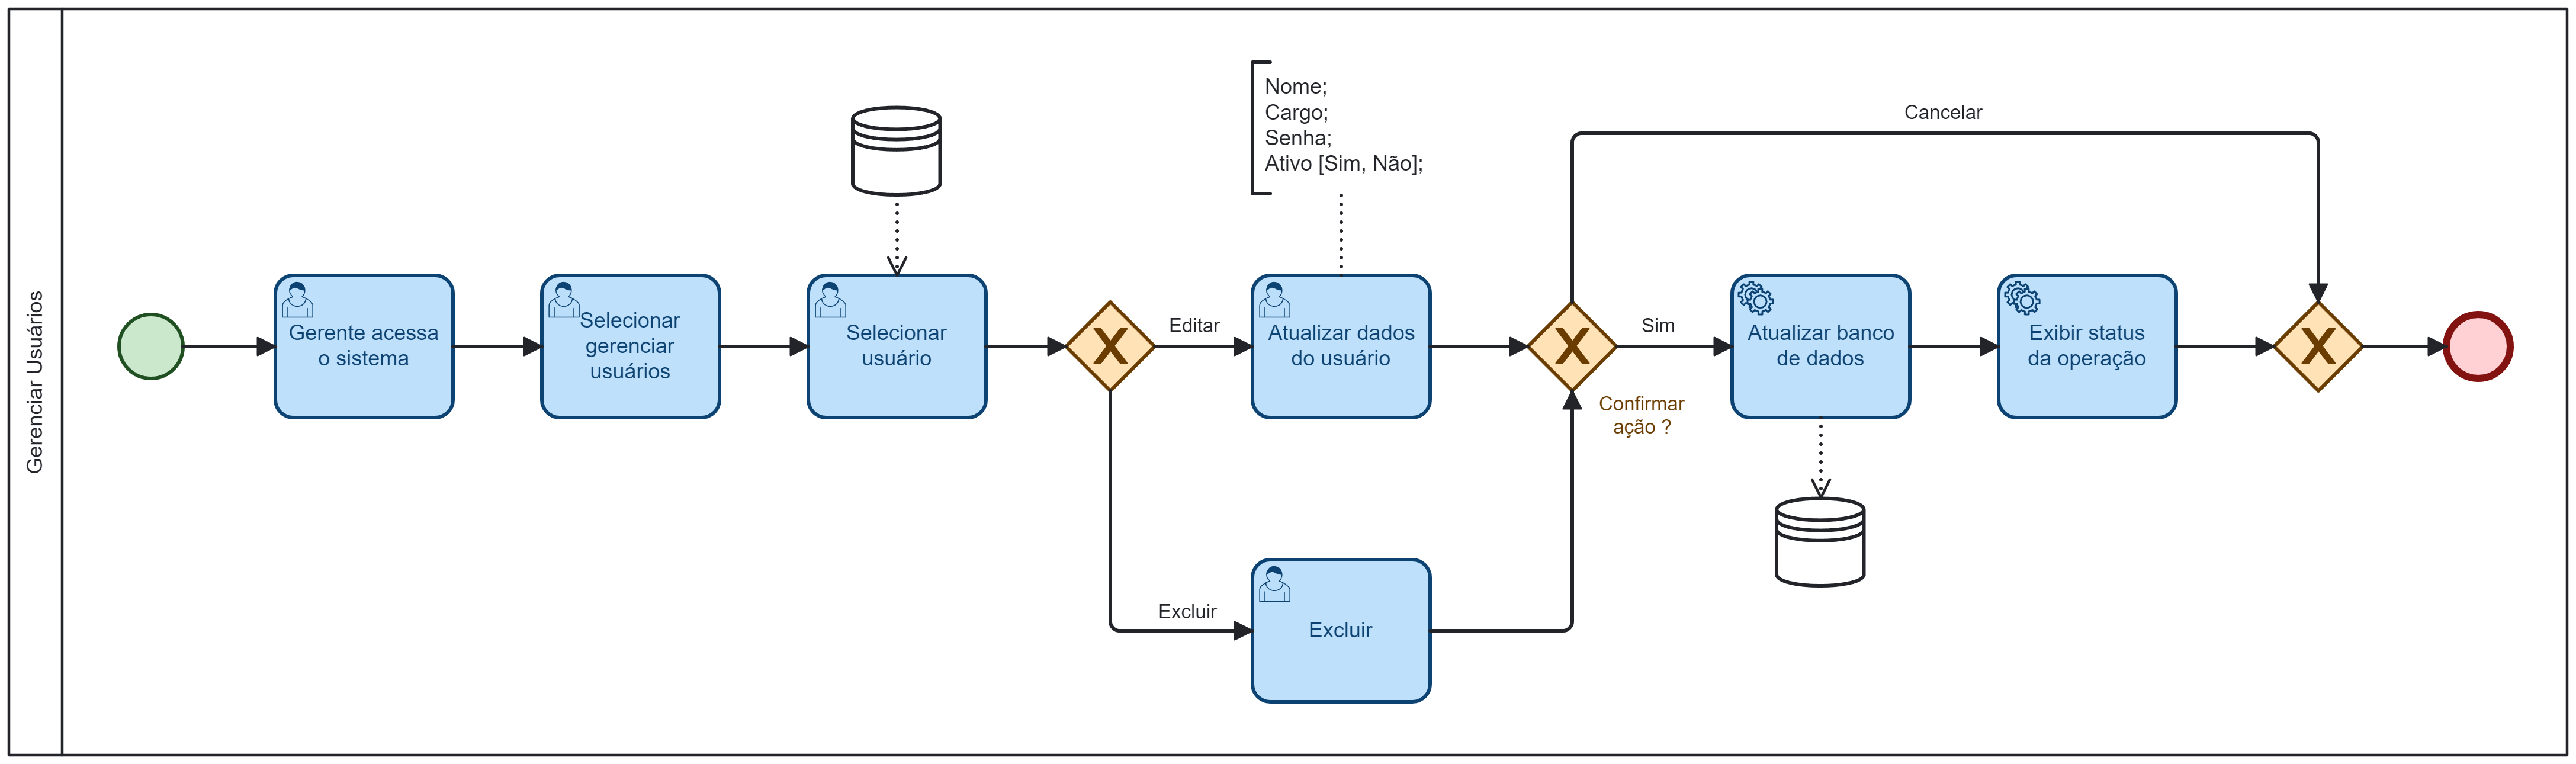 Gerenciar Usuários
Gerente acessa
o sistema
Selecionar
gerenciar
usuários
Selecionar
usuário
Editar
Excluir
Nome;
Cargo;
Senha;
Ativo [Sim, Não];
Atualizar dados
do usuário
Excluir
Cancelar
Sim
Confirmar
ação ?
Atualizar banco
de dados
Exibir status
da operação